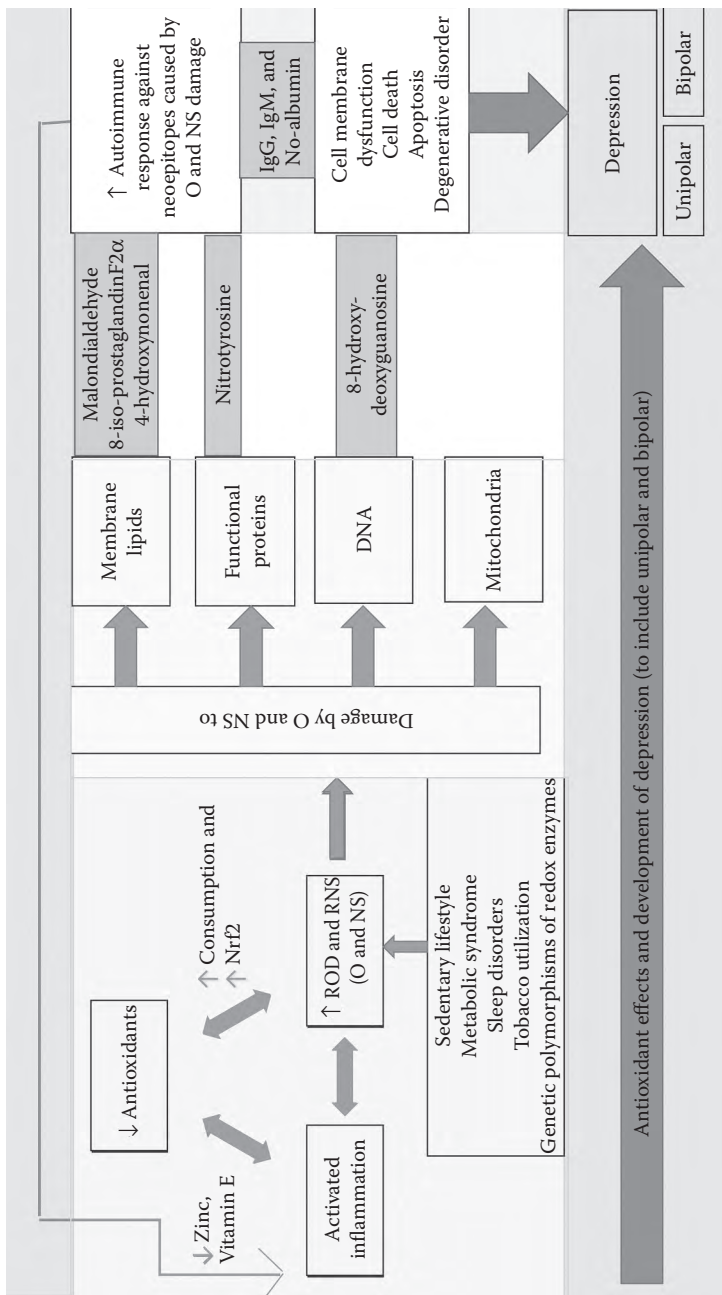 ↓ Zinc,
Vitamin E
↓ Antioxidants
↑ Consumption and
↑ Nrf2
Activated
inflammation
↑ ROD and RNS
(O and NS)
Sedentary lifestyle
Metabolic syndrome
Sleep disorders
Tobacco utilization
Genetic polymorphisms of redox enzymes
Damage by O and NS to
Membrane
lipids
Functional
proteins
DNA
Mitochondria
Malondialdehyde
8-iso-prostaglandinF2α
4-hydroxynonenal
Nitrotyrosine
8-hydroxy-
deoxyguanosine
↑ Autoimmune
response against
neoepitopes caused by
O and NS damage
IgG, IgM, and
No-albumin
Cell membrane
dysfunction
Cell death
Apoptosis
Degenerative disorder
Antioxidant effects and development of depression (to include unipolar and bipolar)
Depression
Unipolar
Bipolar